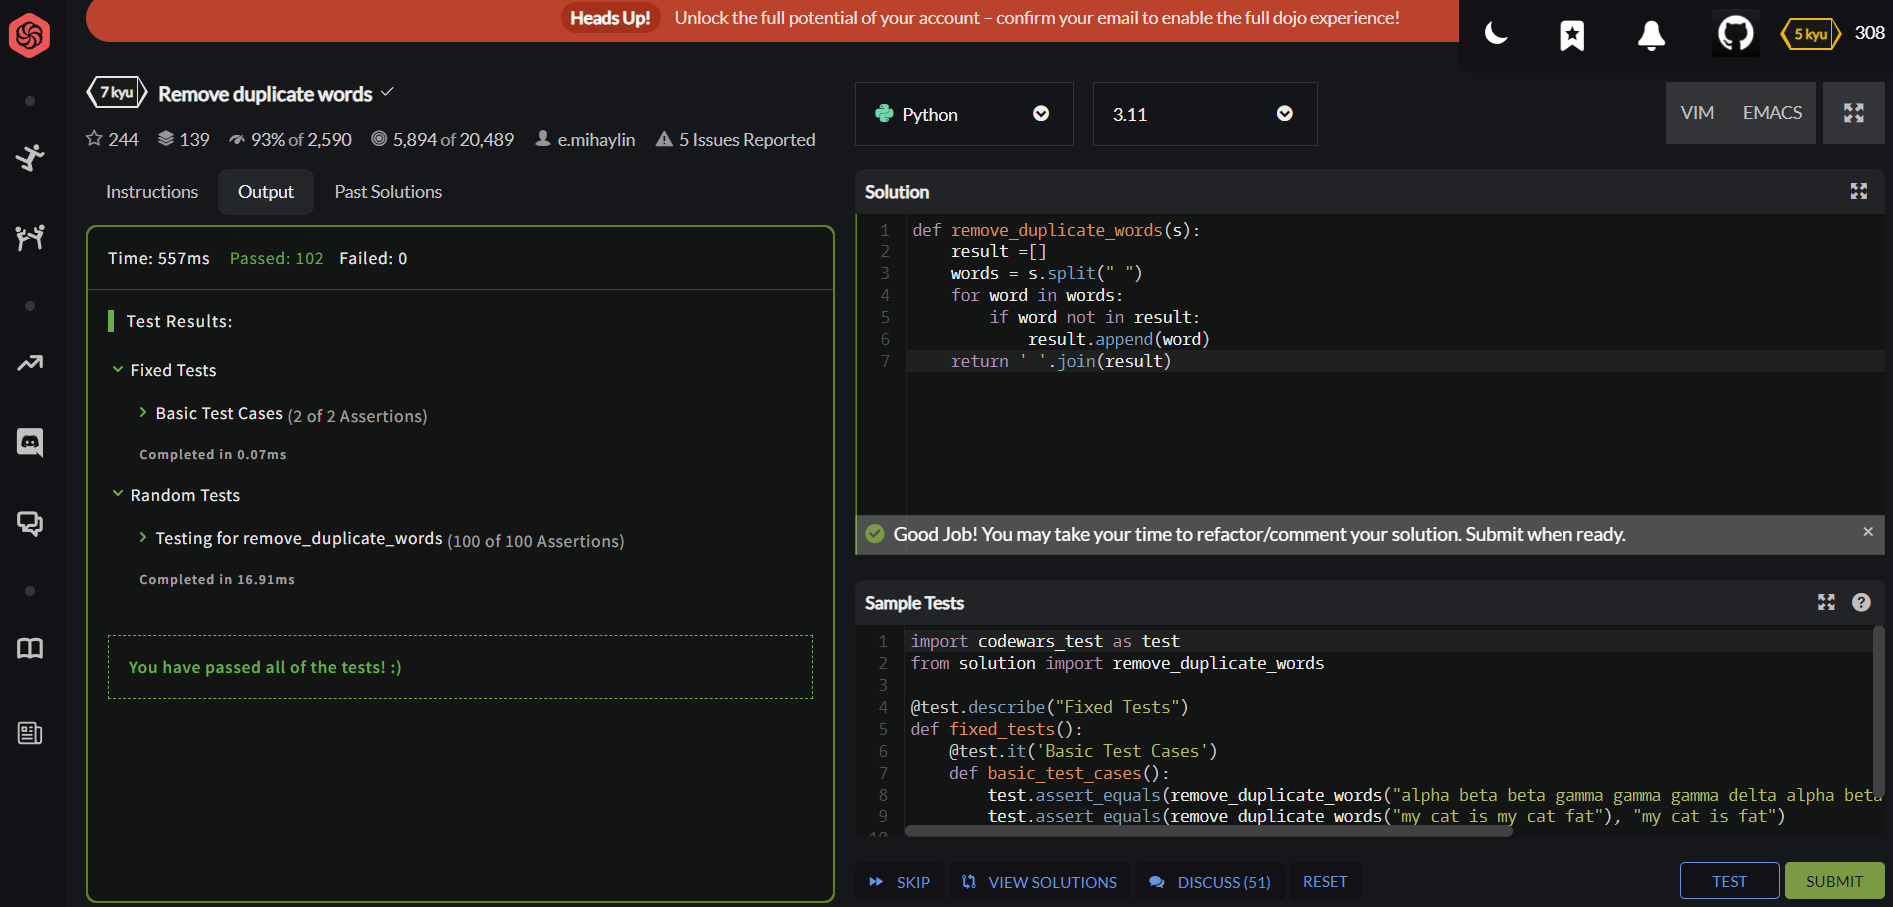 Heads Up! Unlock the full potential of your account – confirm your email to enable the full dojo experience!
5 kyu 308
7 kyu Remove duplicate words
244 139 93% of 2,590 5,894 of 20,489 e.mihaylin 5 Issues Reported
Instructions Output Past Solutions
Time: 557ms Passed: 102 Failed: 0
Test Results:
Fixed Tests
Basic Test Cases (2 of 2 Assertions)
Completed in 0.07ms
Random Tests
Testing for remove_duplicate_words (100 of 100 Assertions)
Completed in 16.91ms
You have passed all of the tests! :)
Python 3.11 VIM EMACS
Solution
1 def remove_duplicate_words(s):
2 result =[]
3 words = s.split(" ")
4 for word in words:
5 if word not in result:
6 result.append(word)
7 return ' '.join(result)
Good Job! You may take your time to refactor/comment your solution. Submit when ready. ×
Sample Tests ?
1 import codewars_test as test
2 from solution import remove_duplicate_words
3
4 @test.describe("Fixed Tests")
5 def fixed_tests():
6 @test.it('Basic Test Cases')
7 def basic_test_cases():
8 test.assert_equals(remove_duplicate_words("alpha beta beta gamma gamma gamma delta alpha beta
9 test.assert_equals(remove_duplicate_words("my cat is my cat fat"), "my cat is fat")
10
SKIP VIEW SOLUTIONS DISCUSS (51) RESET TEST SUBMIT